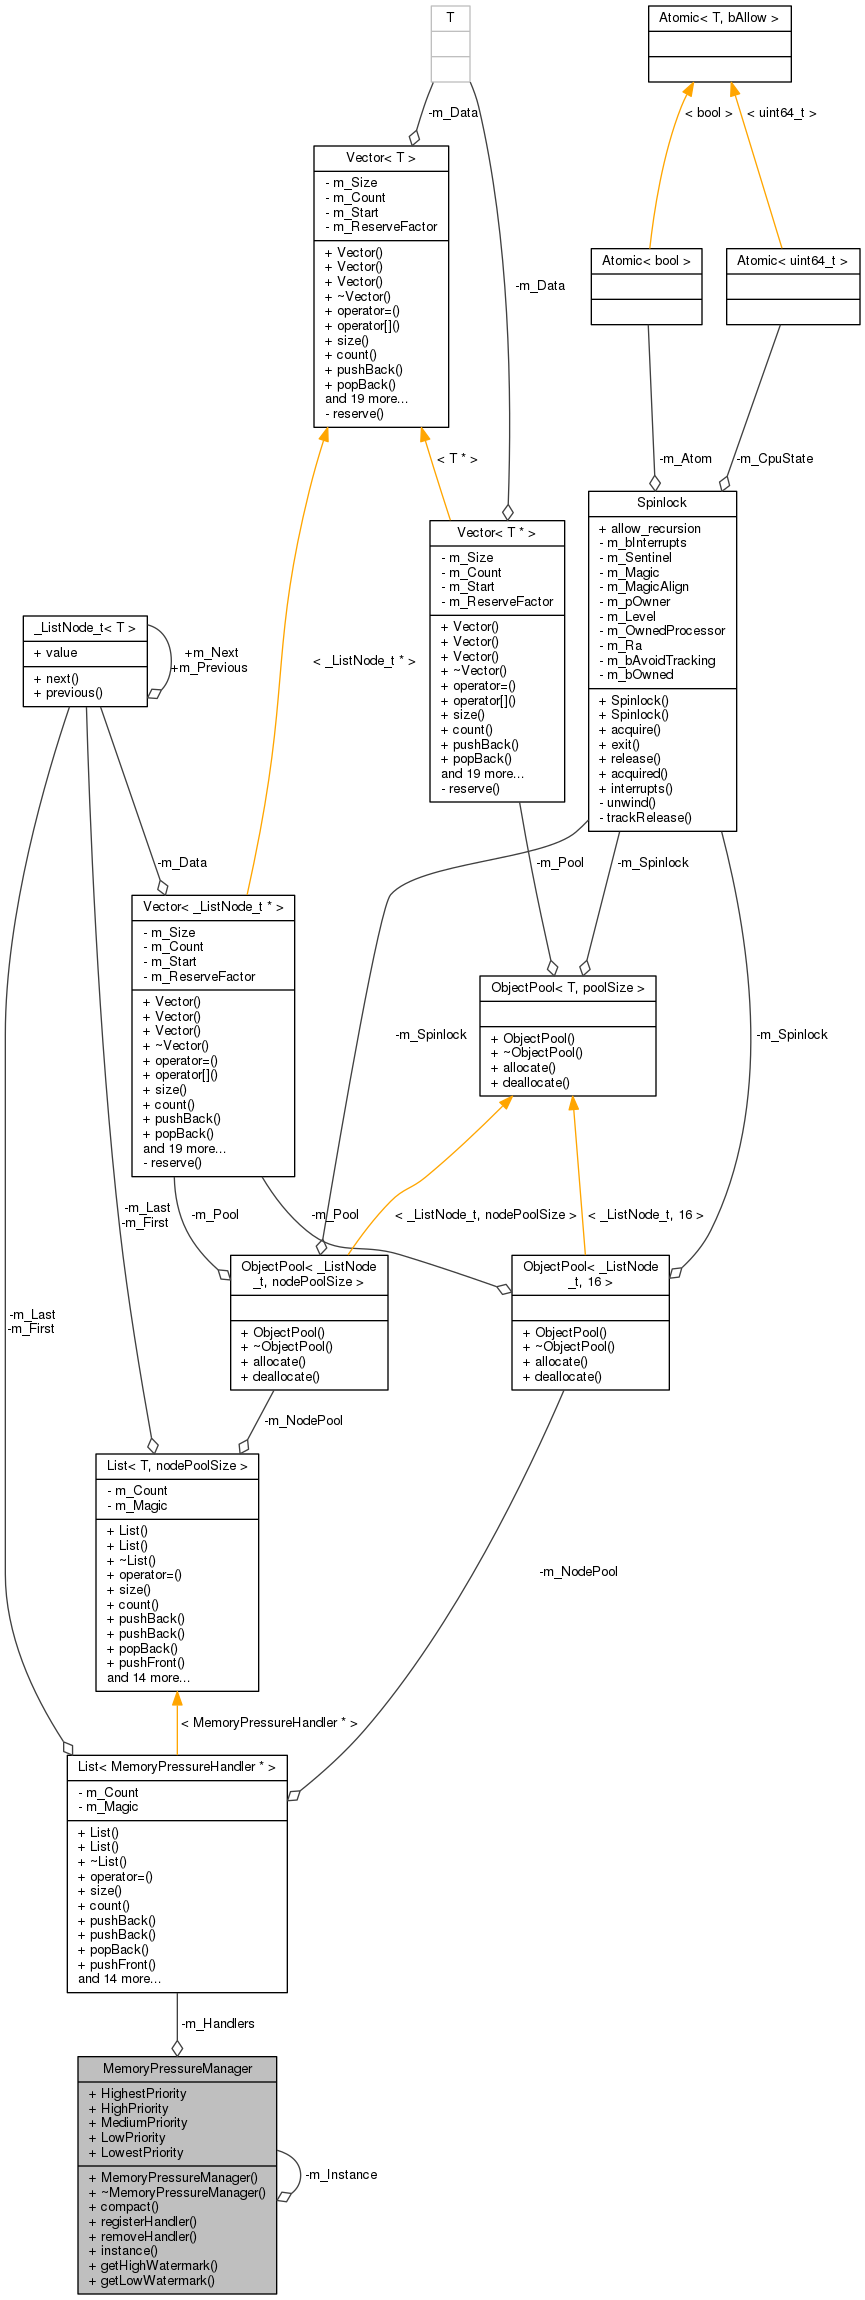 T
Atomic< T, bAllow >
-m_Data
< bool >
< uint64_t >
Vector< T >
- m_Size
- m_Count
- m_Start
- m_ReserveFactor
+ Vector()
+ Vector()
+ Vector()
+ ~Vector()
+ operator=()
+ operator[]()
+ size()
+ count()
+ pushBack()
+ popBack()
and 19 more...
- reserve()
Atomic< bool >
Atomic< uint64_t >
-m_Data
< T * >
-m_Atom
-m_CpuState
Vector< T * >
- m_Size
- m_Count
- m_Start
- m_ReserveFactor
+ Vector()
+ Vector()
+ Vector()
+ ~Vector()
+ operator=()
+ operator[]()
+ size()
+ count()
+ pushBack()
+ popBack()
and 19 more...
- reserve()
Spinlock
+ allow_recursion
- m_bInterrupts
- m_Sentinel
- m_Magic
- m_MagicAlign
- m_pOwner
- m_Level
- m_OwnedProcessor
- m_Ra
- m_bAvoidTracking
- m_bOwned
+ Spinlock()
+ Spinlock()
+ acquire()
+ exit()
+ release()
+ acquired()
+ interrupts()
- unwind()
- trackRelease()
_ListNode_t< T >
+ value
+ next()
+ previous()
+m_Next
+m_Previous
< _ListNode_t * >
-m_Data
-m_Pool
-m_Spinlock
Vector< _ListNode_t * >
- m_Size
- m_Count
- m_Start
- m_ReserveFactor
+ Vector()
+ Vector()
+ Vector()
+ ~Vector()
+ operator=()
+ operator[]()
+ size()
+ count()
+ pushBack()
+ popBack()
and 19 more...
- reserve()
ObjectPool< T, poolSize >
+ ObjectPool()
+ ~ObjectPool()
+ allocate()
+ deallocate()
-m_Spinlock
-m_Spinlock
-m_Last
-m_First
-m_Pool
-m_Pool
< _ListNode_t, nodePoolSize >
< _ListNode_t, 16 >
ObjectPool< _ListNode
_t, nodePoolSize >
+ ObjectPool()
+ ~ObjectPool()
+ allocate()
+ deallocate()
ObjectPool< _ListNode
_t, 16 >
+ ObjectPool()
+ ~ObjectPool()
+ allocate()
+ deallocate()
-m_Last
-m_First
-m_NodePool
List< T, nodePoolSize >
- m_Count
- m_Magic
+ List()
+ List()
+ ~List()
+ operator=()
+ size()
+ count()
+ pushBack()
+ pushBack()
+ popBack()
+ pushFront()
and 14 more...
-m_NodePool
< MemoryPressureHandler * >
List< MemoryPressureHandler * >
- m_Count
- m_Magic
+ List()
+ List()
+ ~List()
+ operator=()
+ size()
+ count()
+ pushBack()
+ pushBack()
+ popBack()
+ pushFront()
and 14 more...
-m_Handlers
MemoryPressureManager
+ HighestPriority
+ HighPriority
+ MediumPriority
+ LowPriority
+ LowestPriority
+ MemoryPressureManager()
+ ~MemoryPressureManager()
+ compact()
+ registerHandler()
+ removeHandler()
+ instance()
+ getHighWatermark()
+ getLowWatermark()
-m_Instance